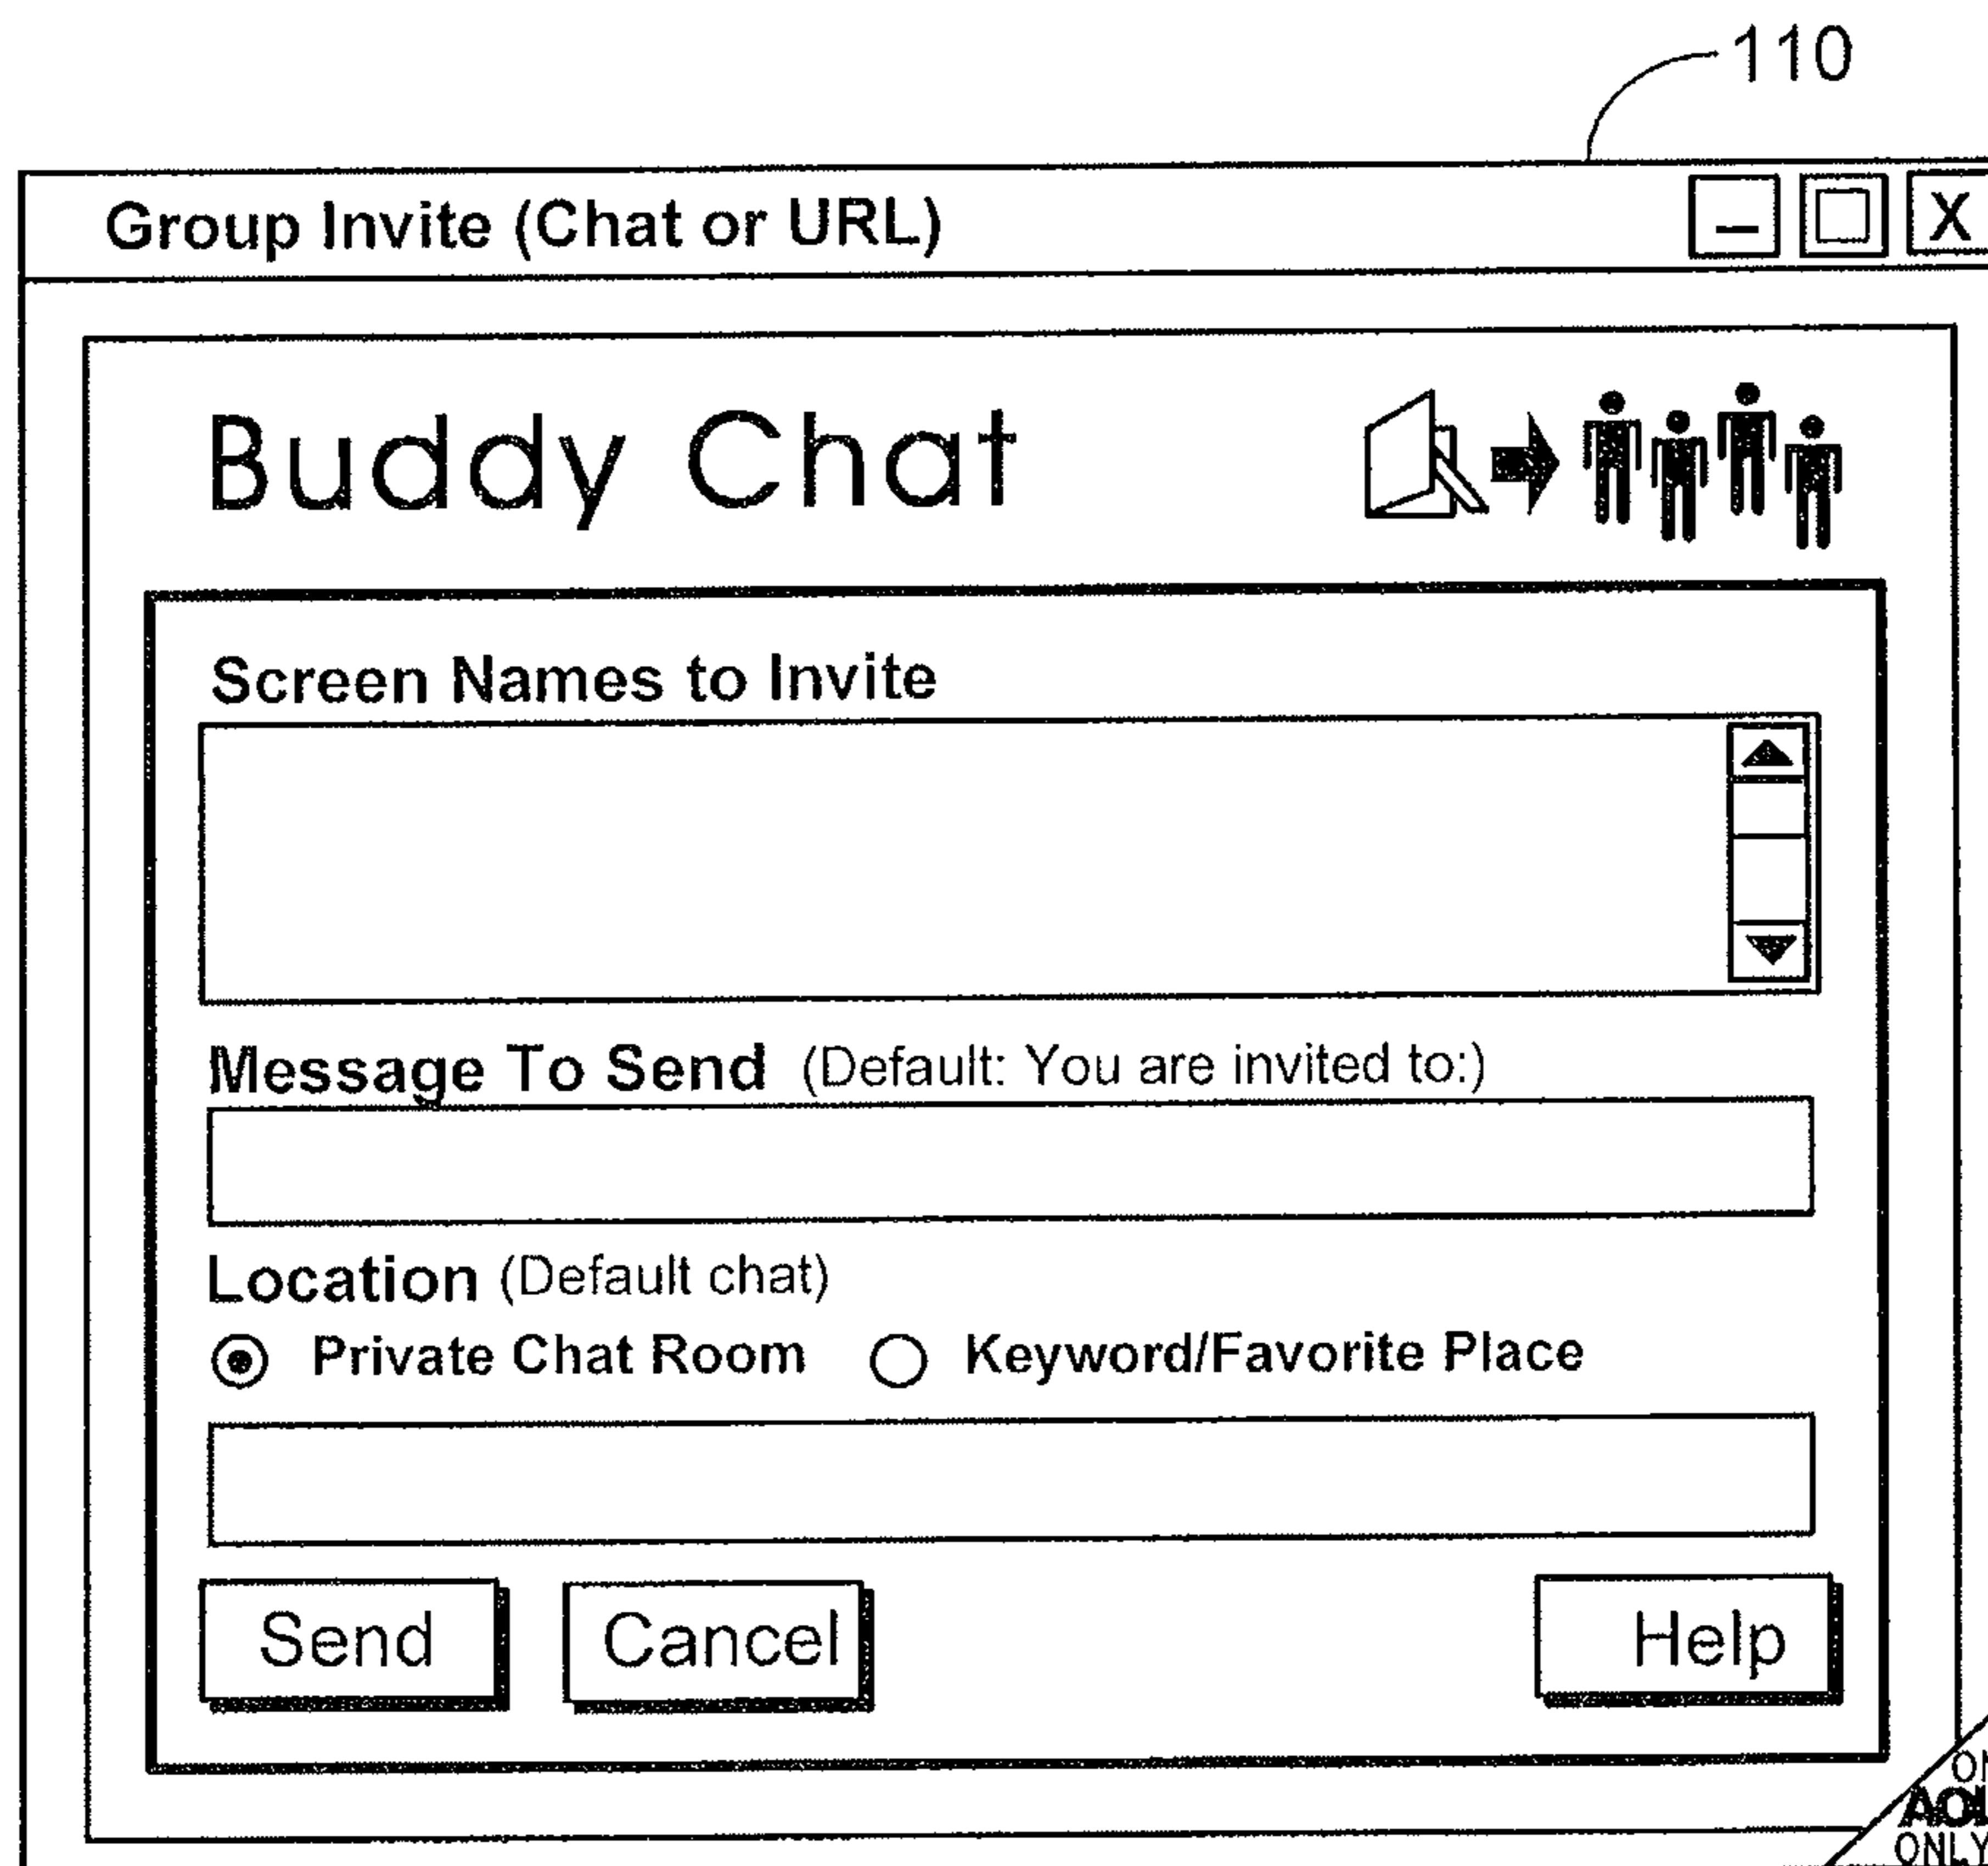 110
Group Invite (Chat or URL)
X
Buddy Chat
Screen Names to Invite
Message To Send (Default: You are invited to:)
Location (Default chat)
Private Chat Room Keyword/Favorite Place
Send Cancel Help
AOL
ONLY